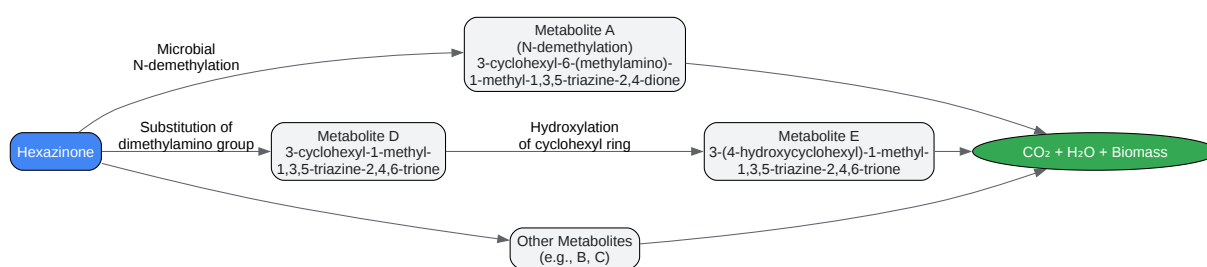 Metabolite A
(N-demethylation)
3-cyclohexyl-6-(methylamino)-
1-methyl-1,3,5-triazine-2,4-dione
Microbial
N-demethylation
Hexazinone
Substitution of
dimethylamino group
Metabolite D
3-cyclohexyl-1-methyl-
1,3,5-triazine-2,4,6-trione
Hydroxylation
of cyclohexyl ring
Metabolite E
3-(4-hydroxycyclohexyl)-1-methyl-
1,3,5-triazine-2,4,6-trione
CO₂ + H₂O + Biomass
Other Metabolites
(e.g., B, C)